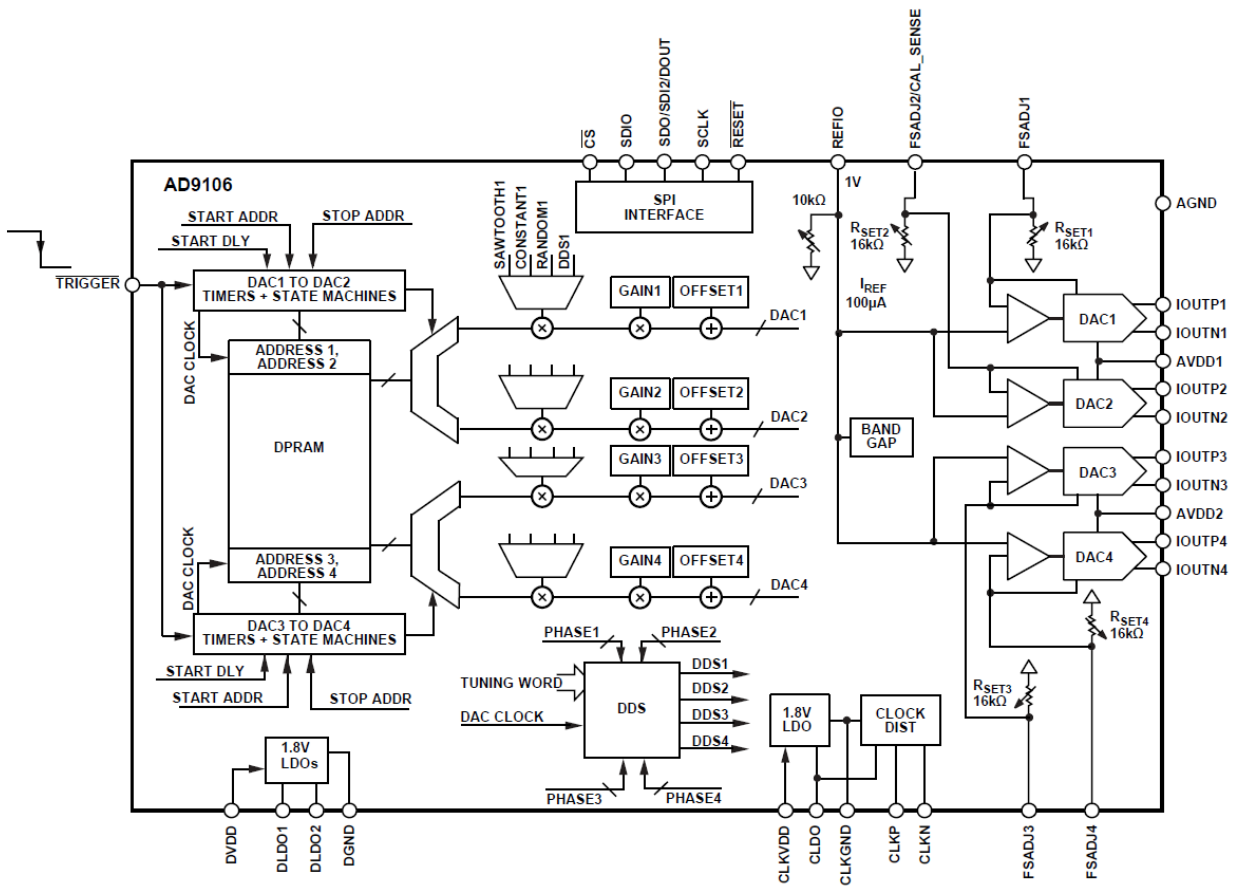 CS
SDIO
SDO/SDI2/DOUT
SCLK
RESET
REFIO
FSADJ2/CAL_SENSE
FSADJ1
AD9106
START ADDR
STOP ADDR
START DLY
TRIGGER
DAC1 TO DAC2
TIMERS + STATE MACHINES
DAC CLOCK
ADDRESS 1,
ADDRESS 2
DPRAM
ADDRESS 3,
ADDRESS 4
DAC CLOCK
DAC3 TO DAC4
TIMERS + STATE MACHINES
START DLY
START ADDR
STOP ADDR
SAWTOOTH1
CONSTANT1
RANDOM1
DDS1
SPI
INTERFACE
GAIN1
OFFSET1
DAC1
GAIN2
OFFSET2
DAC2
GAIN3
OFFSET3
DAC3
GAIN4
OFFSET4
DAC4
1V
10kΩ
RSET2
16kΩ
RSET1
16kΩ
IREF
100µA
BAND
GAP
DAC1
DAC2
DAC3
DAC4
AGND
IOUTP1
IOUTN1
AVDD1
IOUTP2
IOUTN2
IOUTP3
IOUTN3
AVDD2
IOUTP4
IOUTN4
RSET4
16kΩ
RSET3
16kΩ
PHASE1
PHASE2
TUNING WORD
DAC CLOCK
DDS
DDS1
DDS2
DDS3
DDS4
PHASE3
PHASE4
1.8V
LDOs
1.8V
LDO
CLOCK
DIST
DVDD
DLDO1
DLDO2
DGND
CLKVDD
CLDO
CLKGND
CLKP
CLKN
FSADJ3
FSADJ4